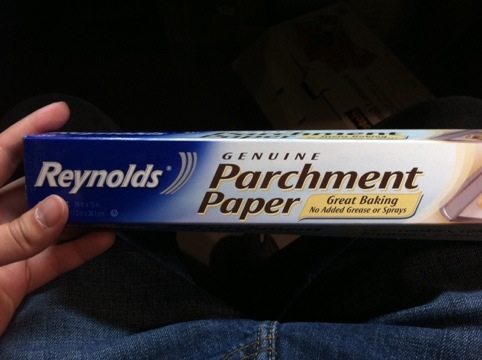 Reynolds
GENUINE
Parchment
Paper
Great Baking
No Added Grease or Sprays